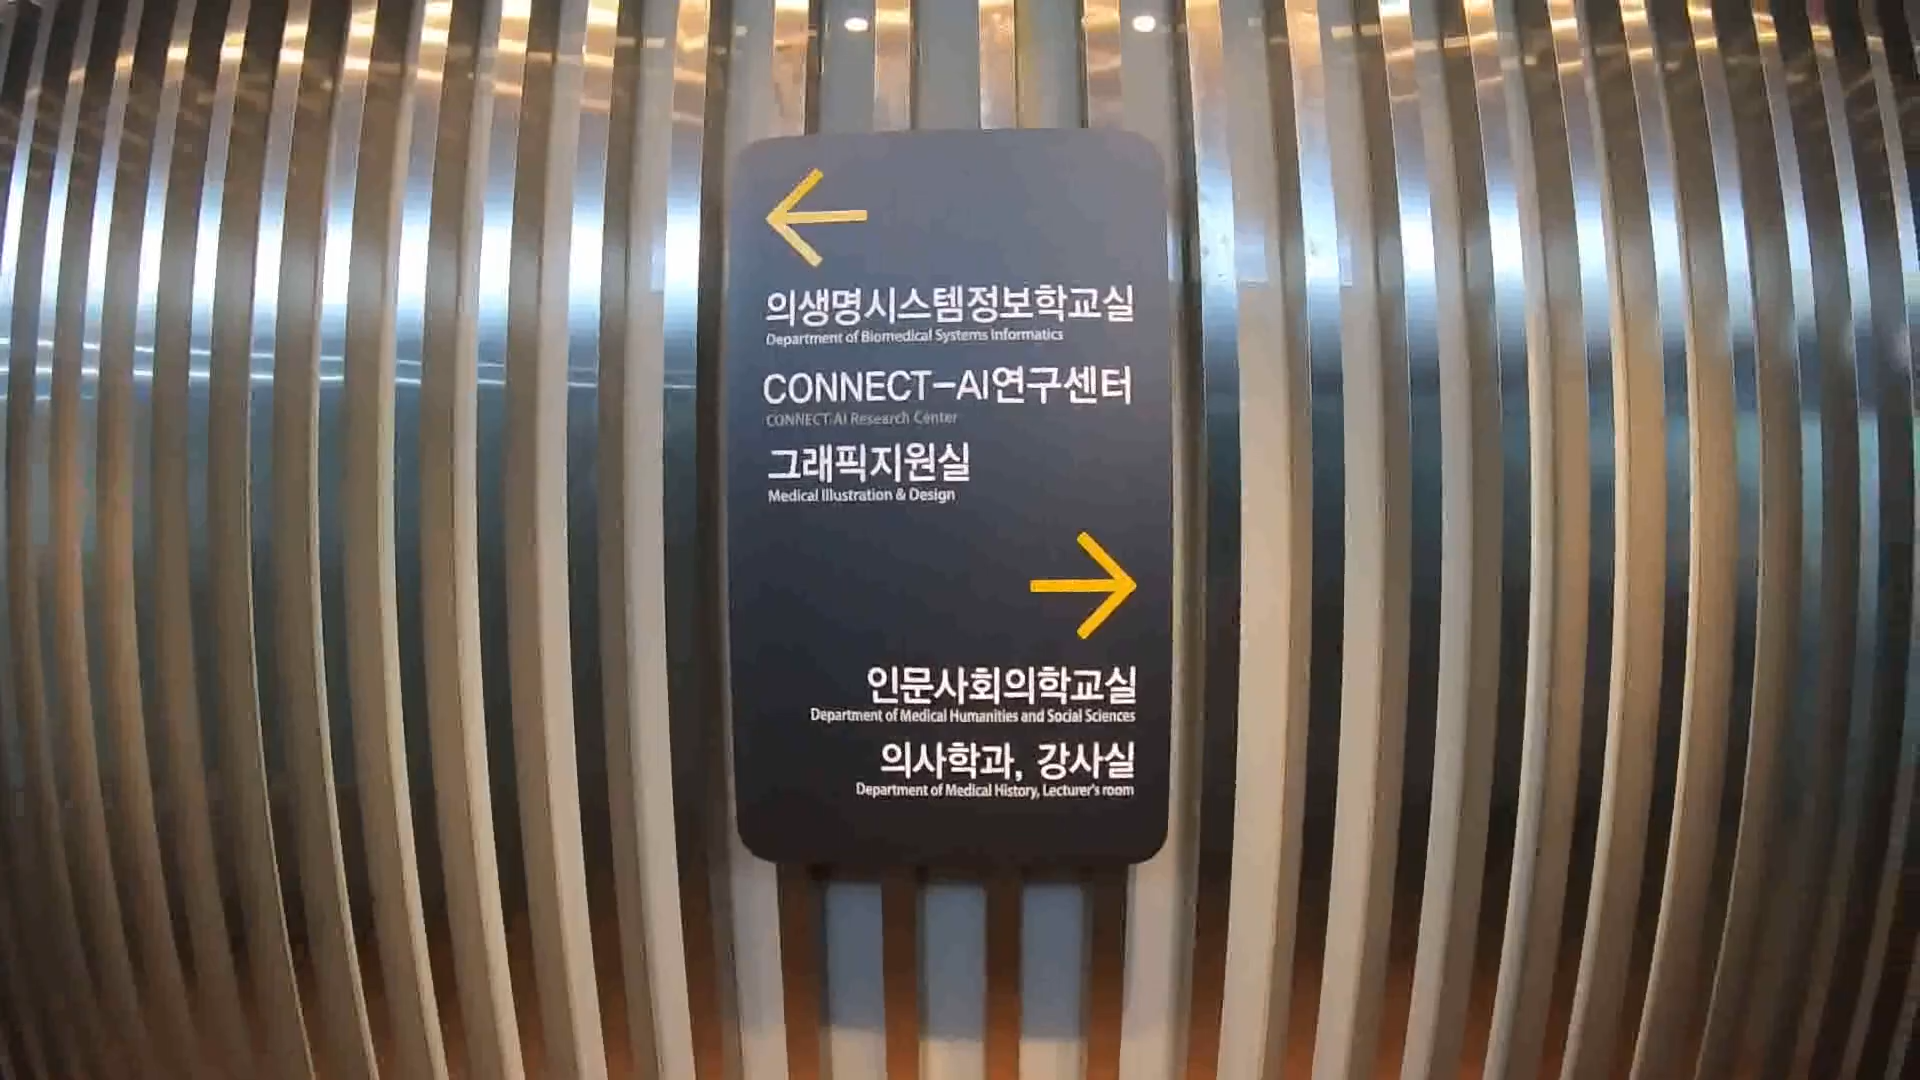 의생명시스템정보학교실
Department of Biomedical Systems Informatics
CONNECT-AI연구센터
CONNECT-AI Research Center
그래픽지원실
Medical Illustration & Design
인문사회의학교실
Department of Medical Humanities and Social Sciences
의사학과, 강사실
Department of Medical History, Lecturer's room